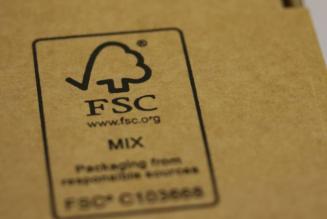 ®
FSC
www.fsc.org
MIX
Packaging from
responsible sources
FSC® C103668